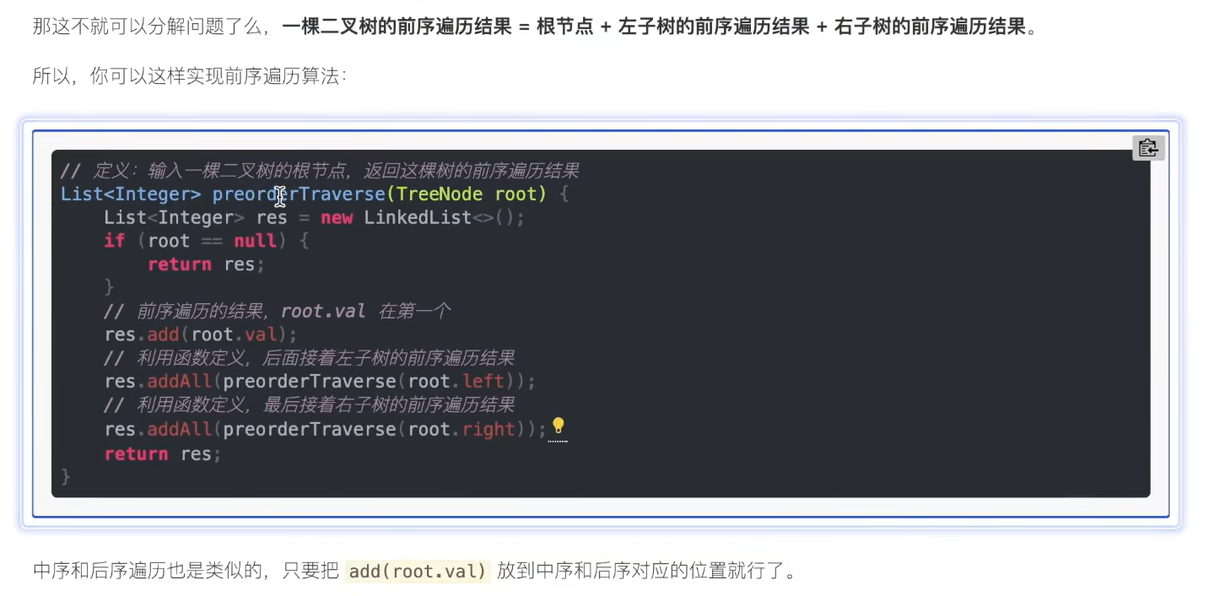 那这不就可以分解问题了么，一棵二叉树的前序遍历结果 = 根节点 + 左子树的前序遍历结果 + 右子树的前序遍历结果。
所以，你可以这样实现前序遍历算法：
// 定义：输入一棵二叉树的根节点，返回这棵树的前序遍历结果
List<Integer> preorderTraverse(TreeNode root) {
    List<Integer> res = new LinkedList<>();
    if (root == null) {
        return res;
    }
    // 前序遍历的结果，root.val 在第一个
    res.add(root.val);
    // 利用函数定义，后面接着左子树的前序遍历结果
    res.addAll(preorderTraverse(root.left));
    // 利用函数定义，最后接着右子树的前序遍历结果
    res.addAll(preorderTraverse(root.right));
    return res;
}
中序和后序遍历也是类似的，只要把 add(root.val) 放到中序和后序对应的位置就行了。